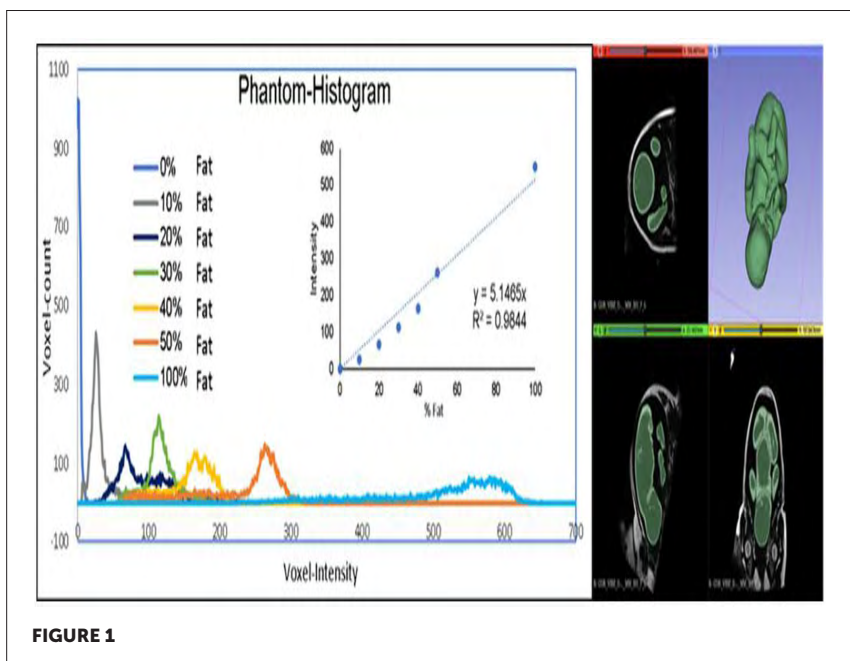 Phantom-Histogram
Voxel-count
1100
900
700
500
300
100
-100
0% Fat
10% Fat
20% Fat
30% Fat
40% Fat
50% Fat
100% Fat
Intensity
600
500
400
300
200
100
0
y = 5.1465x
R² = 0.9844
0 20 40 60 80 100
% Fat
0 100 200 300 400 500 600 700
Voxel-Intensity
FIGURE 1